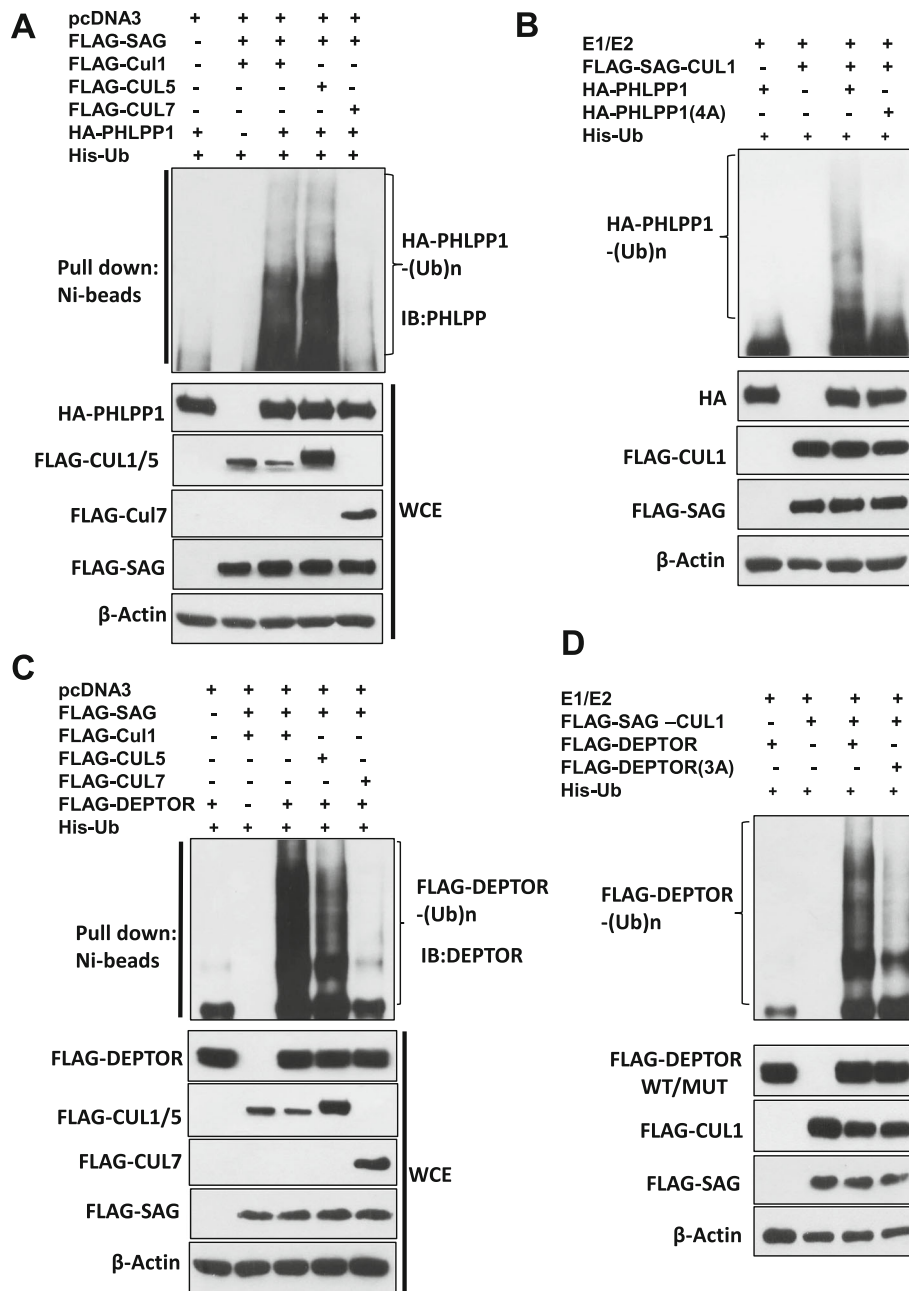 A
pcDNA3 + + + + +
FLAG-SAG - + + + +
FLAG-Cul1 - + + - -
FLAG-CUL5 - - - + -
FLAG-CUL7 - - - - +
HA-PHLPP1 + - + + +
His-Ub + + + + +
Pull down:
Ni-beads
HA-PHLPP1
-(Ub)n
IB:PHLPP
HA-PHLPP1
FLAG-CUL1/5
FLAG-Cul7
FLAG-SAG
β-Actin
WCE
B
E1/E2 + + + +
FLAG-SAG-CUL1 - + + +
HA-PHLPP1 + - + -
HA-PHLPP1(4A) - - - +
His-Ub + + + +
HA-PHLPP1
-(Ub)n
HA
FLAG-CUL1
FLAG-SAG
β-Actin
C
pcDNA3 + + + + +
FLAG-SAG - + + + +
FLAG-Cul1 - + + - -
FLAG-CUL5 - - - + -
FLAG-CUL7 - - - - +
FLAG-DEPTOR + - + + +
His-Ub + + + + +
Pull down:
Ni-beads
FLAG-DEPTOR
-(Ub)n
IB:DEPTOR
FLAG-DEPTOR
FLAG-CUL1/5
FLAG-CUL7
FLAG-SAG
β-Actin
WCE
D
E1/E2 + + + +
FLAG-SAG –CUL1 - + + +
FLAG-DEPTOR + - + -
FLAG-DEPTOR(3A) - - - +
His-Ub + + + +
FLAG-DEPTOR
-(Ub)n
FLAG-DEPTOR
WT/MUT
FLAG-CUL1
FLAG-SAG
β-Actin